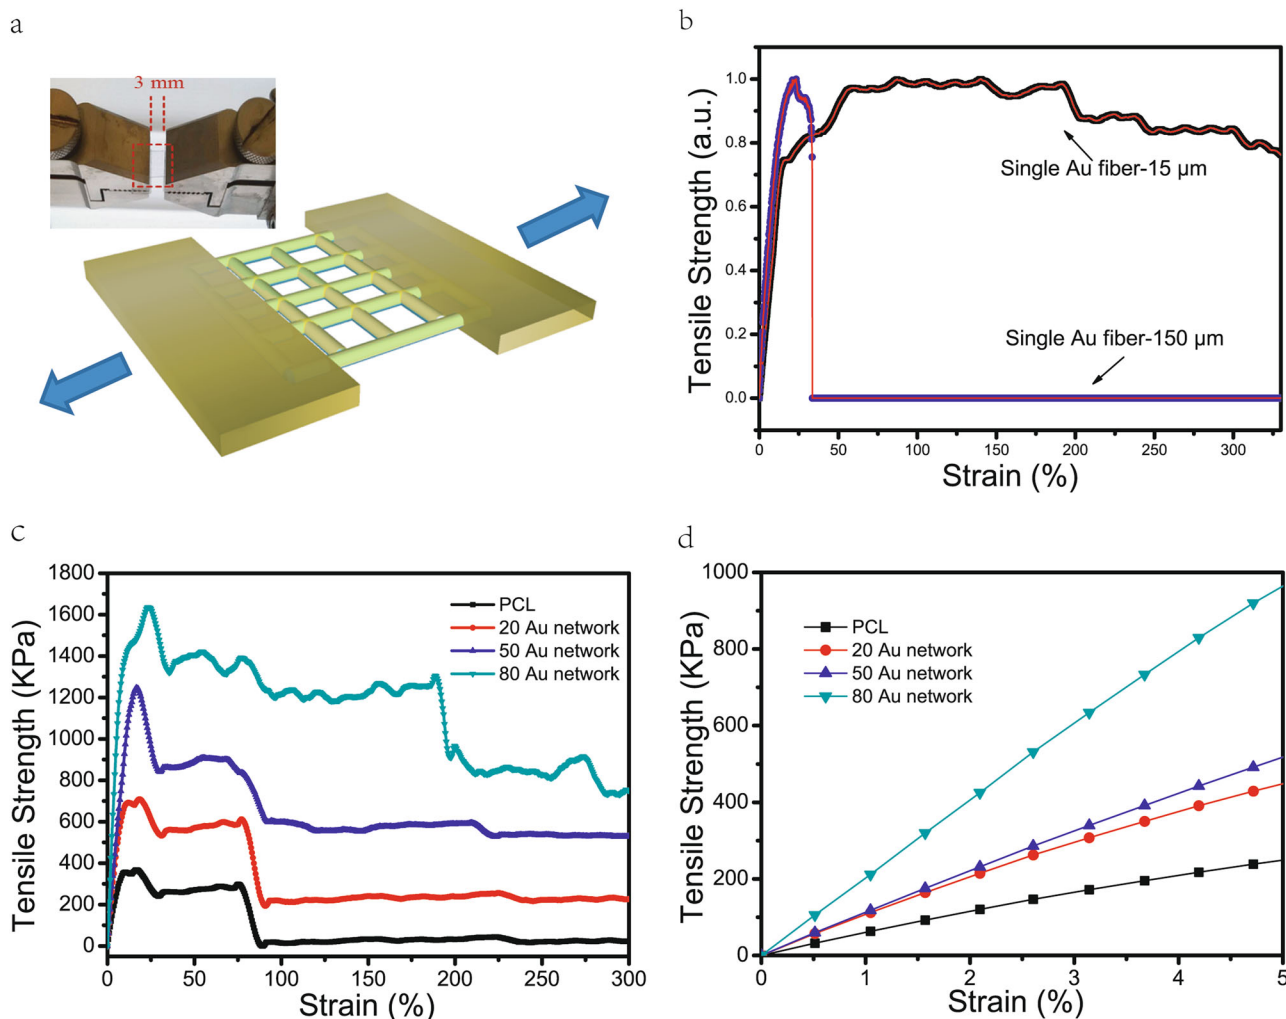 a
3 mm
b
Tensile Strength (a.u.)
1.0
0.8
0.6
0.4
0.2
0.0
Single Au fiber-15 μm
Single Au fiber-150 μm
0 50 100 150 200 250 300
Strain (%)
c
Tensile Strength (KPa)
1800
1600
1400
1200
1000
800
600
400
200
0
PCL
20 Au network
50 Au network
80 Au network
0 50 100 150 200 250 300
Strain (%)
d
Tensile Strength (KPa)
1000
800
600
400
200
0
PCL
20 Au network
50 Au network
80 Au network
0 1 2 3 4 5
Strain (%)